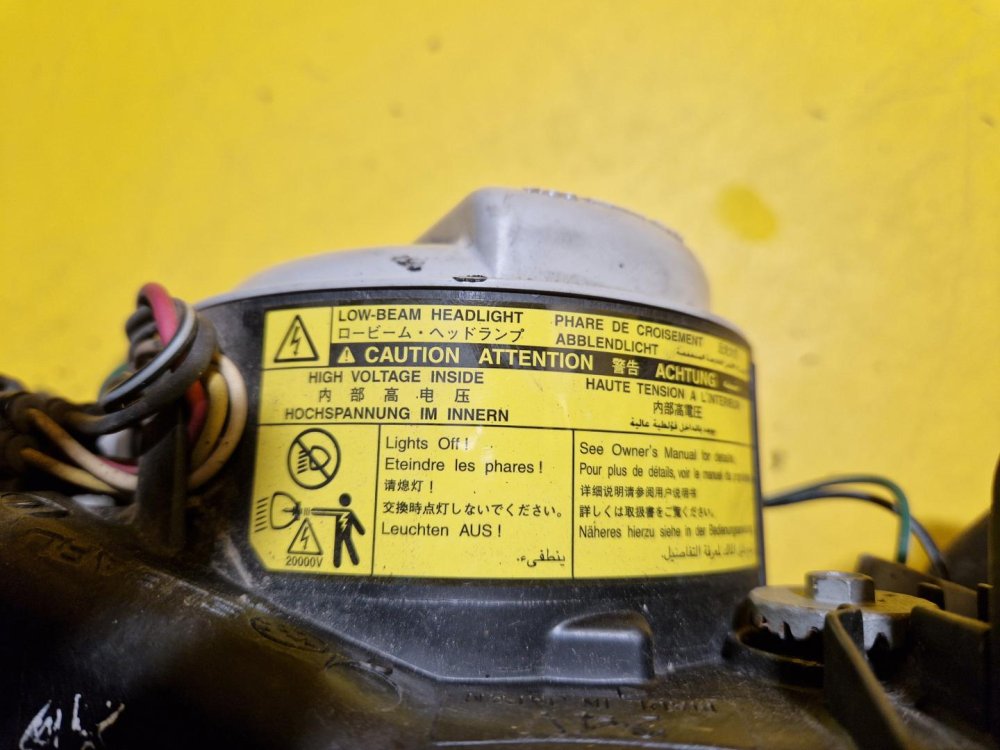 LOW-BEAM HEADLIGHT
ロービーム・ヘッドランプ
PHARE DE CROISEMENT
ABBLENDLICHT
CAUTION ATTENTION 警告 ACHTUNG
HIGH VOLTAGE INSIDE
内部高电压
HOCHSPANNUNG IM INNERN
HAUTE TENSION A L'INTERIEUR
内部高電圧
20000V
Lights Off!
Eteindre les phares!
请熄灯!
交換時点灯しないでください。
Leuchten AUS!
ينطفىء.
See Owner's Manual for details.
Pour plus de détails, voir le manuel du
详细说明请参阅用户说明书
詳しくは取扱書をご覧ください。
Näheres hierzu siehe in der